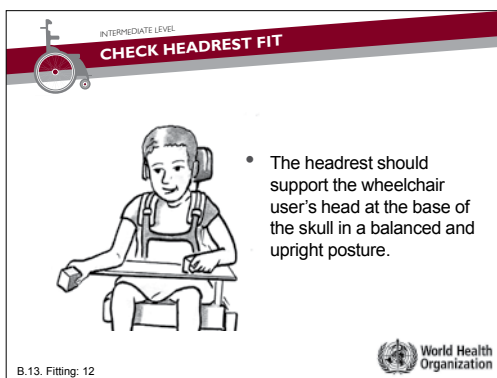 INTERMEDIATE LEVEL
CHECK HEADREST FIT
• The headrest should
support the wheelchair
user's head at the base of
the skull in a balanced and
upright posture.
B.13. Fitting: 12
World Health
Organization